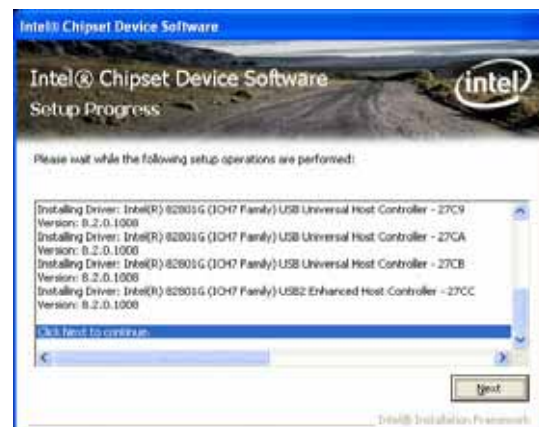 Intel® Chipset Device Software
Intel® Chipset Device Software
intel
Setup Progress
Please wait while the following setup operations are performed:
Installing Driver: Intel(R) 82801G (ICH7 Family) USB Universal Host Controller - 27C9
Version: 8.2.0.1008
Installing Driver: Intel(R) 82801G (ICH7 Family) USB Universal Host Controller - 27CA
Version: 8.2.0.1008
Installing Driver: Intel(R) 82801G (ICH7 Family) USB Universal Host Controller - 27CB
Version: 8.2.0.1008
Installing Driver: Intel(R) 82801G (ICH7 Family) USB2 Enhanced Host Controller - 27CC
Version: 8.2.0.1008
Click Next to continue.
Next
Intel® Installation Framework